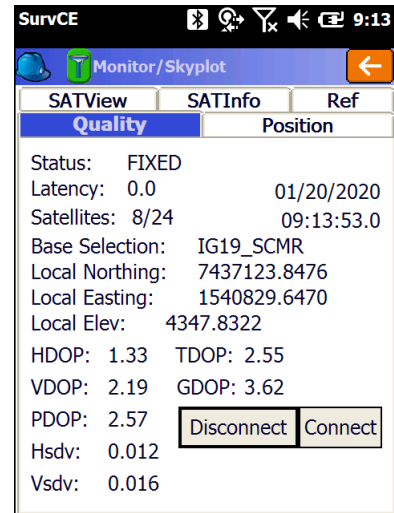 SurvCE 9:13
Monitor/Skyplot
SATView SATInfo Ref
Quality Position
Status: FIXED
Latency: 0.0 01/20/2020
Satellites: 8/24 09:13:53.0
Base Selection: IG19_SCMR
Local Northing: 7437123.8476
Local Easting: 1540829.6470
Local Elev: 4347.8322
HDOP: 1.33 TDOP: 2.55
VDOP: 2.19 GDOP: 3.62
PDOP: 2.57 Disconnect Connect
Hsdv: 0.012
Vsdv: 0.016